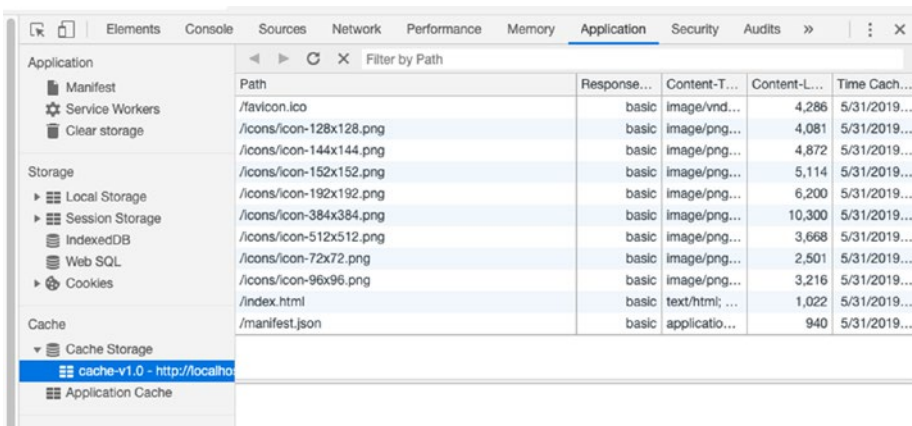 Elements Console Sources Network Performance Memory Application Security Audits »
Application
Manifest
Service Workers
Clear storage
Storage
Local Storage
Session Storage
IndexedDB
Web SQL
Cookies
Cache
Cache Storage
cache-v1.0 - http://localhos
Application Cache
Filter by Path
Path Response... Content-T... Content-L... Time Cach...
/favicon.ico basic image/vnd... 4,286 5/31/2019...
/icons/icon-128x128.png basic image/png... 4,081 5/31/2019...
/icons/icon-144x144.png basic image/png... 4,872 5/31/2019...
/icons/icon-152x152.png basic image/png... 5,114 5/31/2019...
/icons/icon-192x192.png basic image/png... 6,200 5/31/2019...
/icons/icon-384x384.png basic image/png... 10,300 5/31/2019...
/icons/icon-512x512.png basic image/png... 3,668 5/31/2019...
/icons/icon-72x72.png basic image/png... 2,501 5/31/2019...
/icons/icon-96x96.png basic image/png... 3,216 5/31/2019...
/index.html basic text/html; ... 1,022 5/31/2019...
/manifest.json basic applicatio... 940 5/31/2019...